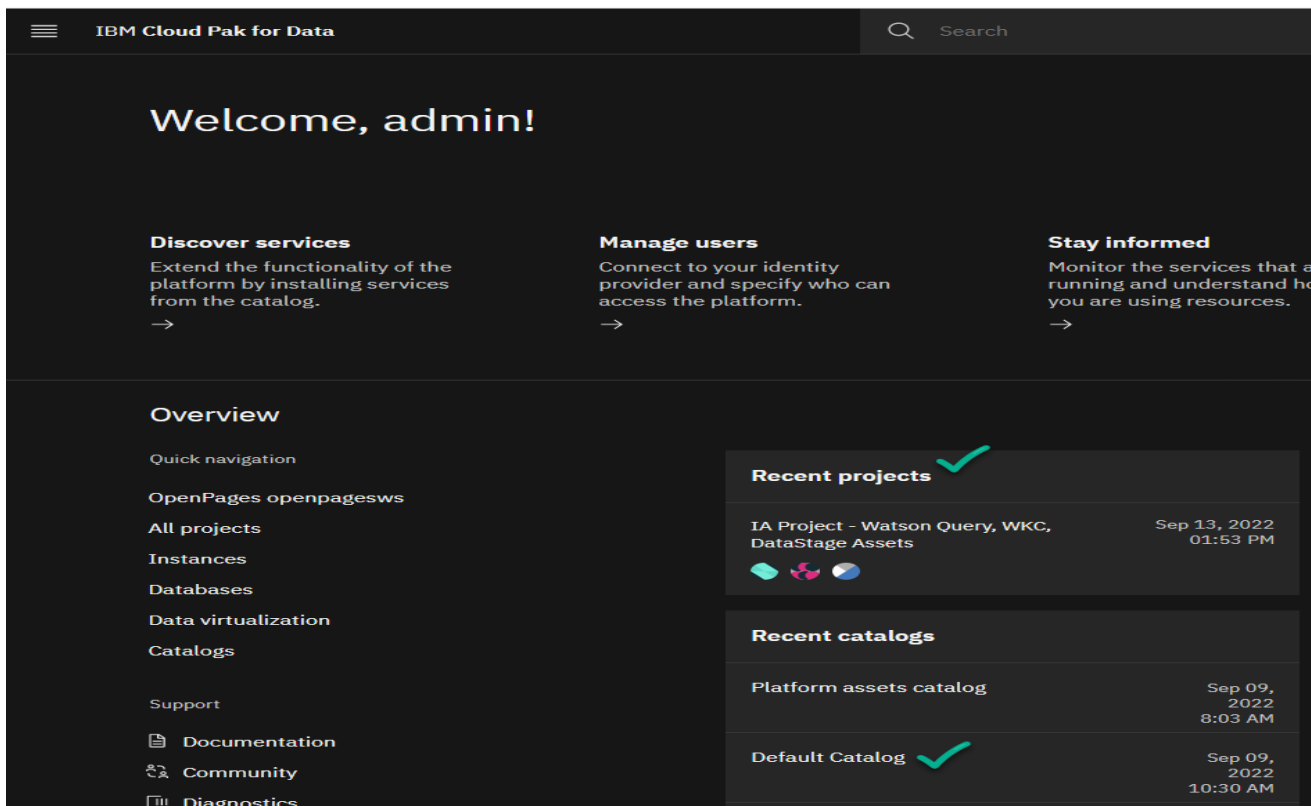 IBM Cloud Pak for Data
Search
Welcome, admin!
Discover services
Extend the functionality of the
platform by installing services
from the catalog.
Manage users
Connect to your identity
provider and specify who can
access the platform.
Stay informed
Monitor the services that a
running and understand ho
you are using resources.
Overview
Quick navigation
OpenPages openpagesws
All projects
Instances
Databases
Data virtualization
Catalogs
Support
Documentation
Community
Diagnostics
Recent projects
IA Project - Watson Query, WKC,
DataStage Assets
Sep 13, 2022
01:53 PM
Recent catalogs
Platform assets catalog
Sep 09,
2022
8:03 AM
Default Catalog
Sep 09,
2022
10:30 AM